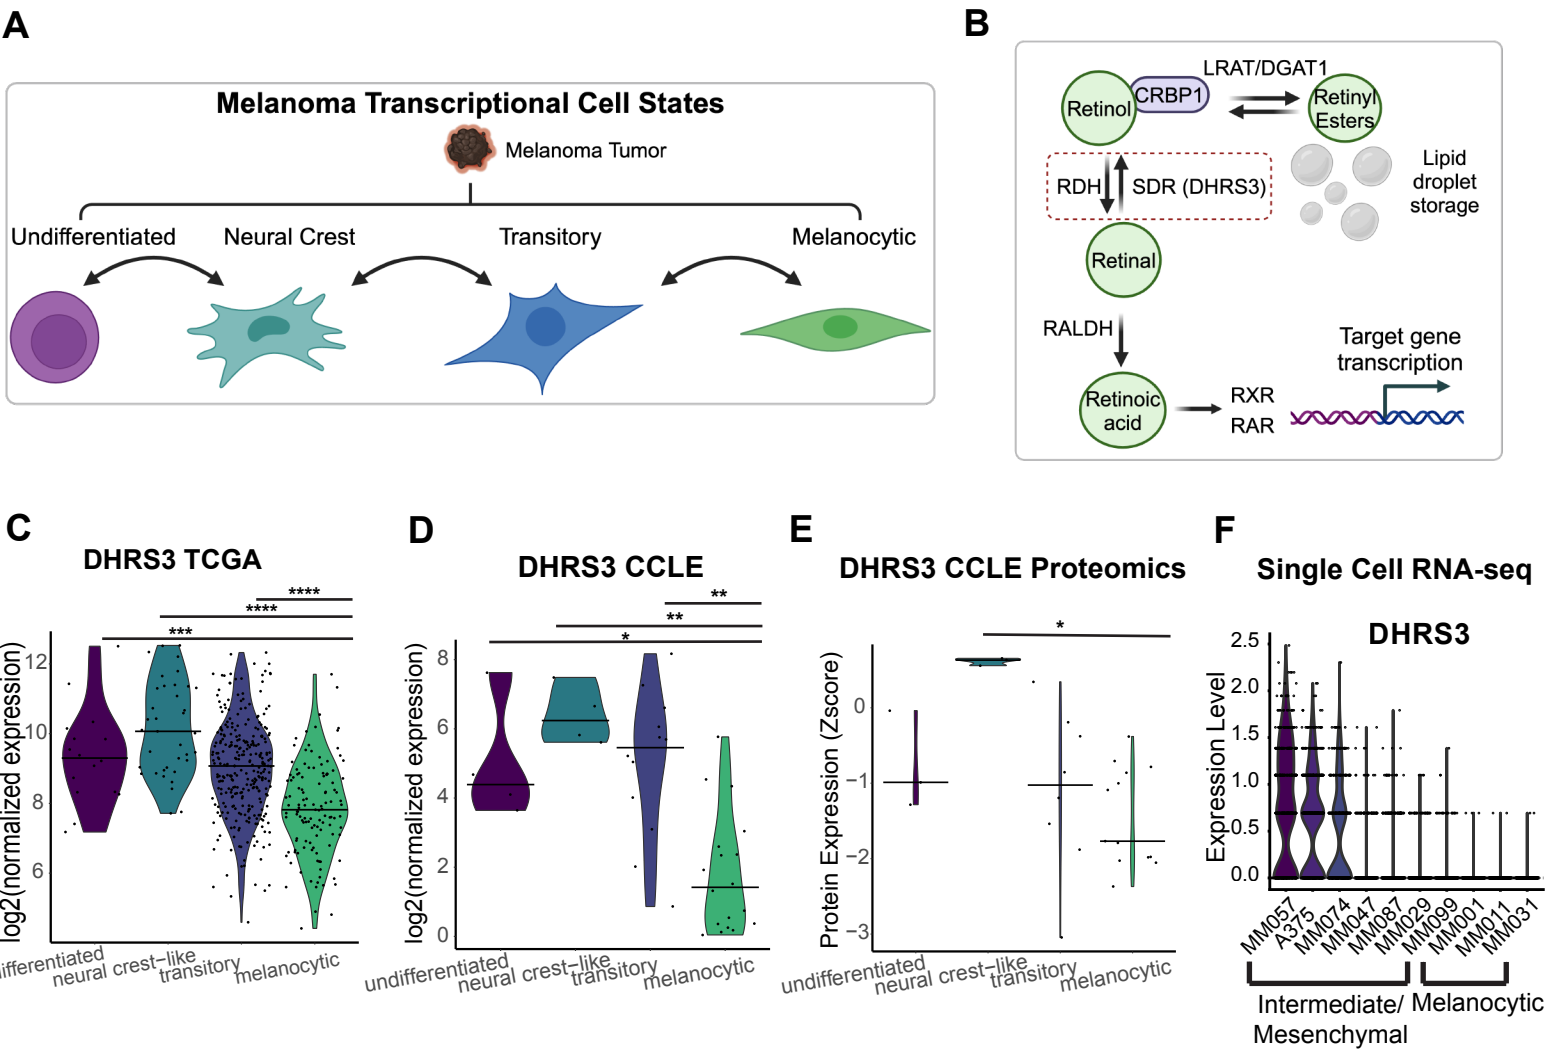 A
Melanoma Transcriptional Cell States
Melanoma Tumor
Undifferentiated
Neural Crest
Transitory
Melanocytic
B
LRAT/DGAT1
Retinol
CRBP1
Retinyl
Esters
RDH
SDR (DHRS3)
Lipid
droplet
storage
Retinal
RALDH
Target gene
transcription
Retinoic
acid
RXR
RAR
C
DHRS3 TCGA
****
****
***
log2(normalized expression)
12
10
8
6
ifferentiated
neural crest–like
transitory
melanocytic
D
DHRS3 CCLE
**
**
*
log2(normalized expression)
8
6
4
2
0
undifferentiated
neural crest–like
transitory
melanocytic
E
DHRS3 CCLE Proteomics
*
Protein Expression (Zscore)
0
−1
−2
−3
undifferentiated
neural crest–like
transitory
melanocytic
F
Single Cell RNA-seq
DHRS3
Expression Level
2.5
2.0
1.5
1.0
0.5
0.0
MM057
A375
MM074
MM047
MM087
MM029
MM099
MM001
MM011
MM031
Intermediate/
Mesenchymal
Melanocytic